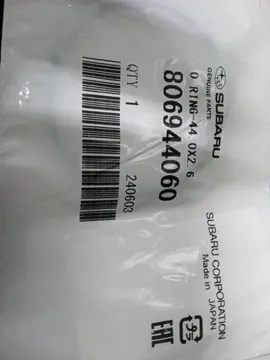 SUBARU
GENUINE PARTS
O RING-44.0X2.6
806944060
QTY 1
240603
SUBARU CORPORATION
Made in JAPAN
EAC